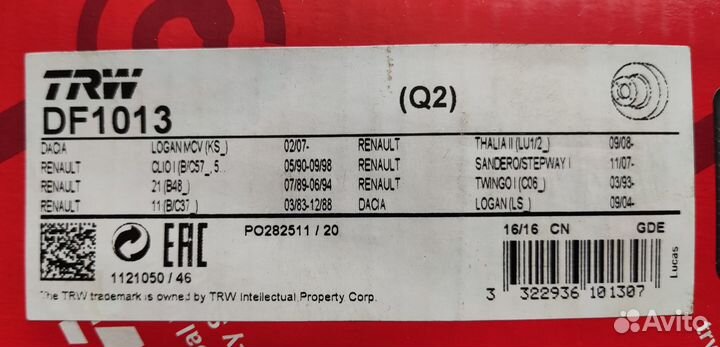 TRW
DF1013
(Q2)
DACIA LOGAN MCV (KS_) 02/07- RENAULT THALIA II (LU1/2_) 09/08-
RENAULT CLIO I (B/C57_, 5... 05/90-09/98 RENAULT SANDERO/STEPWAY I 11/07-
RENAULT 21 (B48_) 07/89-06/94 RENAULT TWINGO I (C06_) 03/93-
RENAULT 11 (B/C37_) 03/83-12/88 DACIA LOGAN (LS_) 09/04-
EAC
PO282511 / 20
16/16 CN GDE
1121050 / 46
Lucas
The TRW trademark is owned by TRW Intellectual Property Corp.
3 322936 101307
Avito